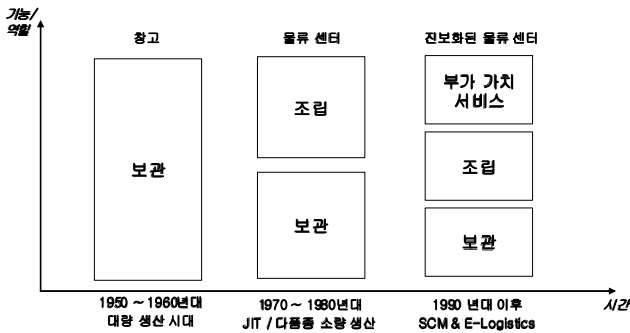 기능/
역할
창고
물류 센터
진보화된 물류 센터
보관
조립
보관
부가 가치
서비스
조립
보관
1950 ~ 1960년대
대량 생산 시대
1970 ~ 1980년대
JIT / 다품종 소량 생산
1990 년대 이후
SCM & E-Logistics
시간